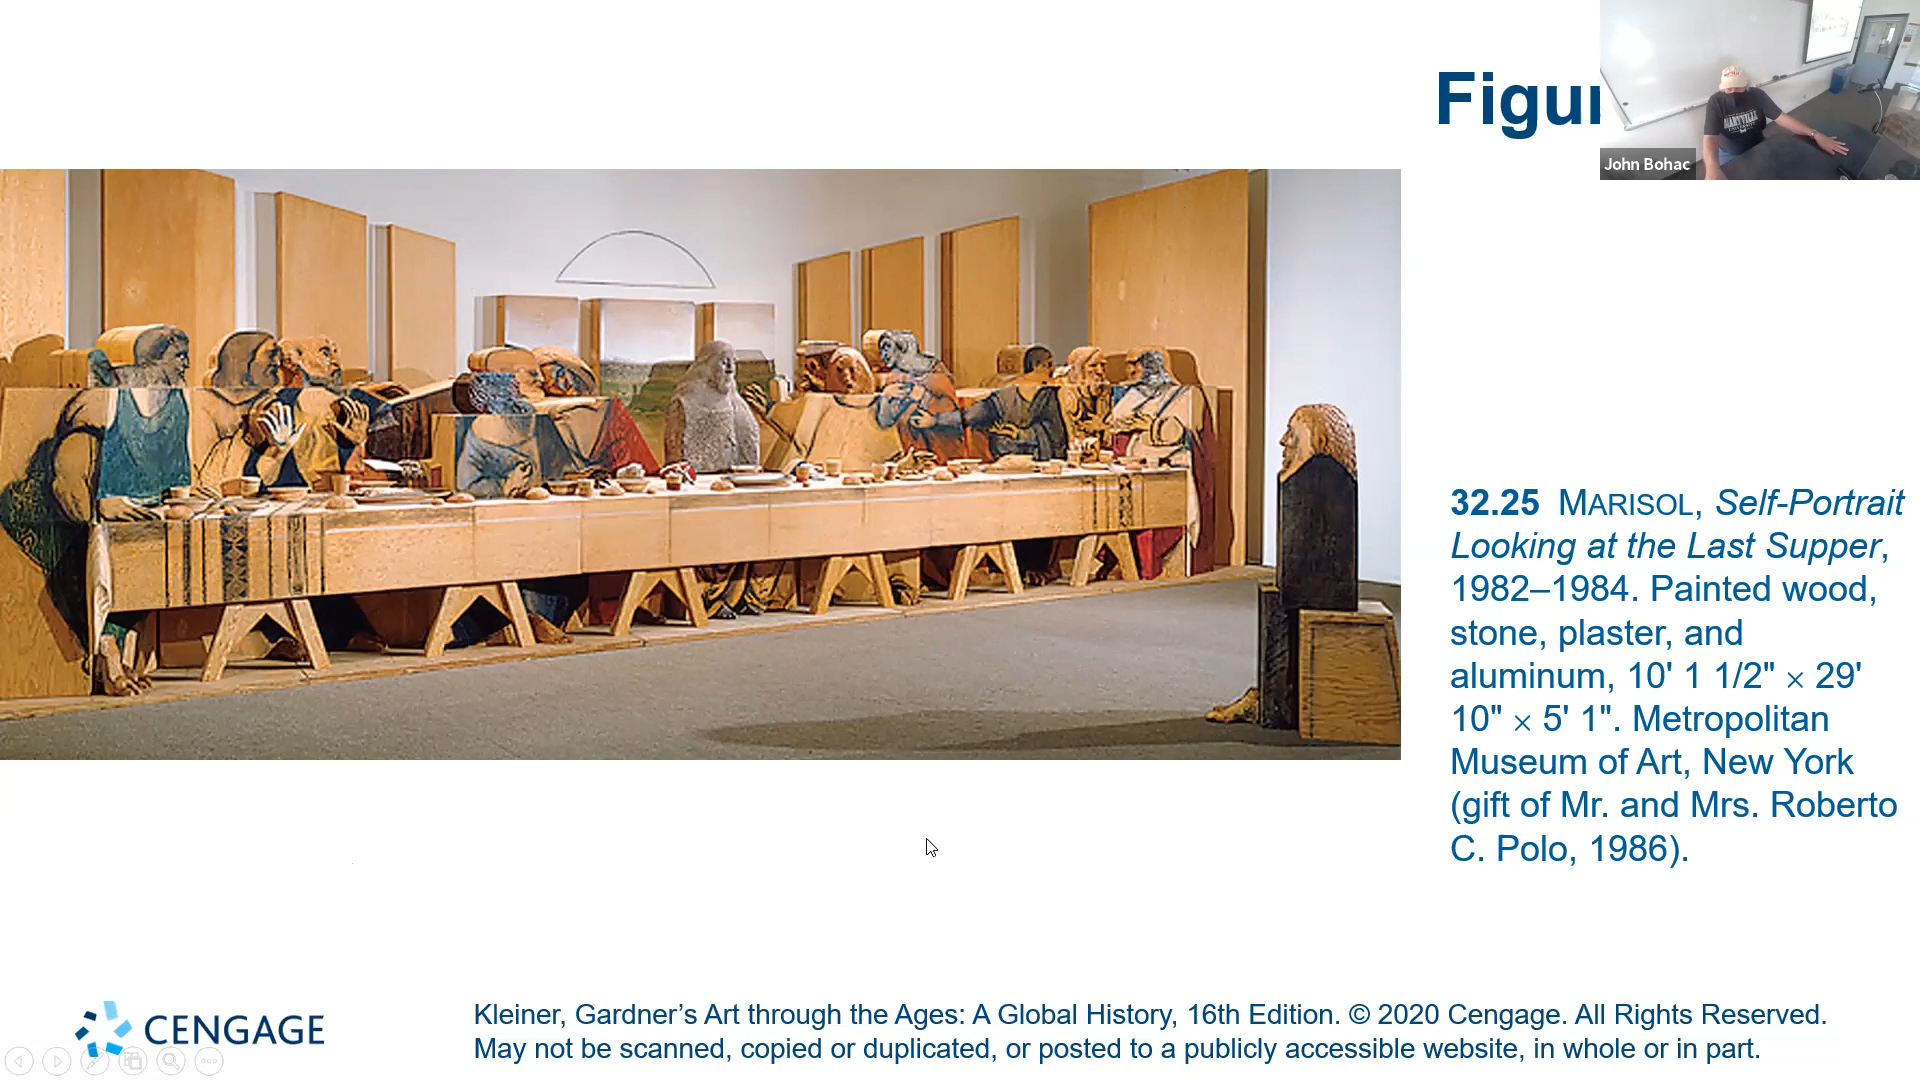 Figur
John Bohac
MARYVILLE
32.25 MARISOL, Self-Portrait
Looking at the Last Supper,
1982–1984. Painted wood,
stone, plaster, and
aluminum, 10' 1 1/2" × 29'
10" × 5' 1". Metropolitan
Museum of Art, New York
(gift of Mr. and Mrs. Roberto
C. Polo, 1986).
CENGAGE
Kleiner, Gardner’s Art through the Ages: A Global History, 16th Edition. © 2020 Cengage. All Rights Reserved.
May not be scanned, copied or duplicated, or posted to a publicly accessible website, in whole or in part.